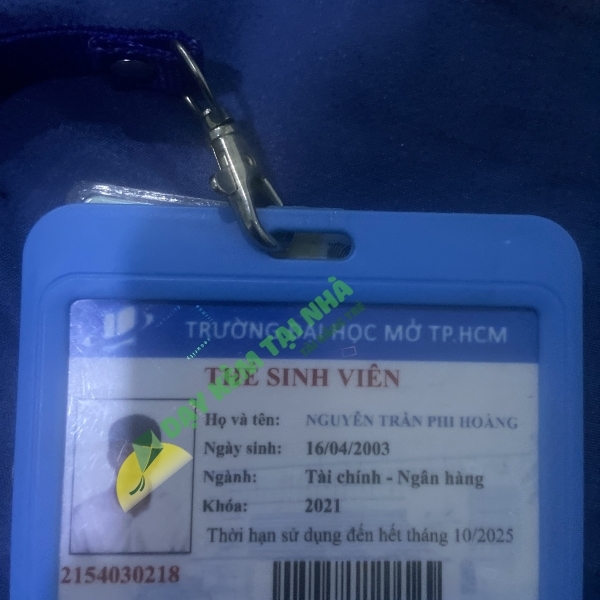 TRƯỜNG ĐẠI HỌC MỞ TP.HCM
THẺ SINH VIÊN
Họ và tên: NGUYỄN TRẦN PHI HOÀNG
Ngày sinh: 16/04/2003
Ngành: Tài chính - Ngân hàng
Khóa: 2021
Thời hạn sử dụng đến hết tháng 10/2025
2154030218
DẠY KÈM TẠI NHÀ